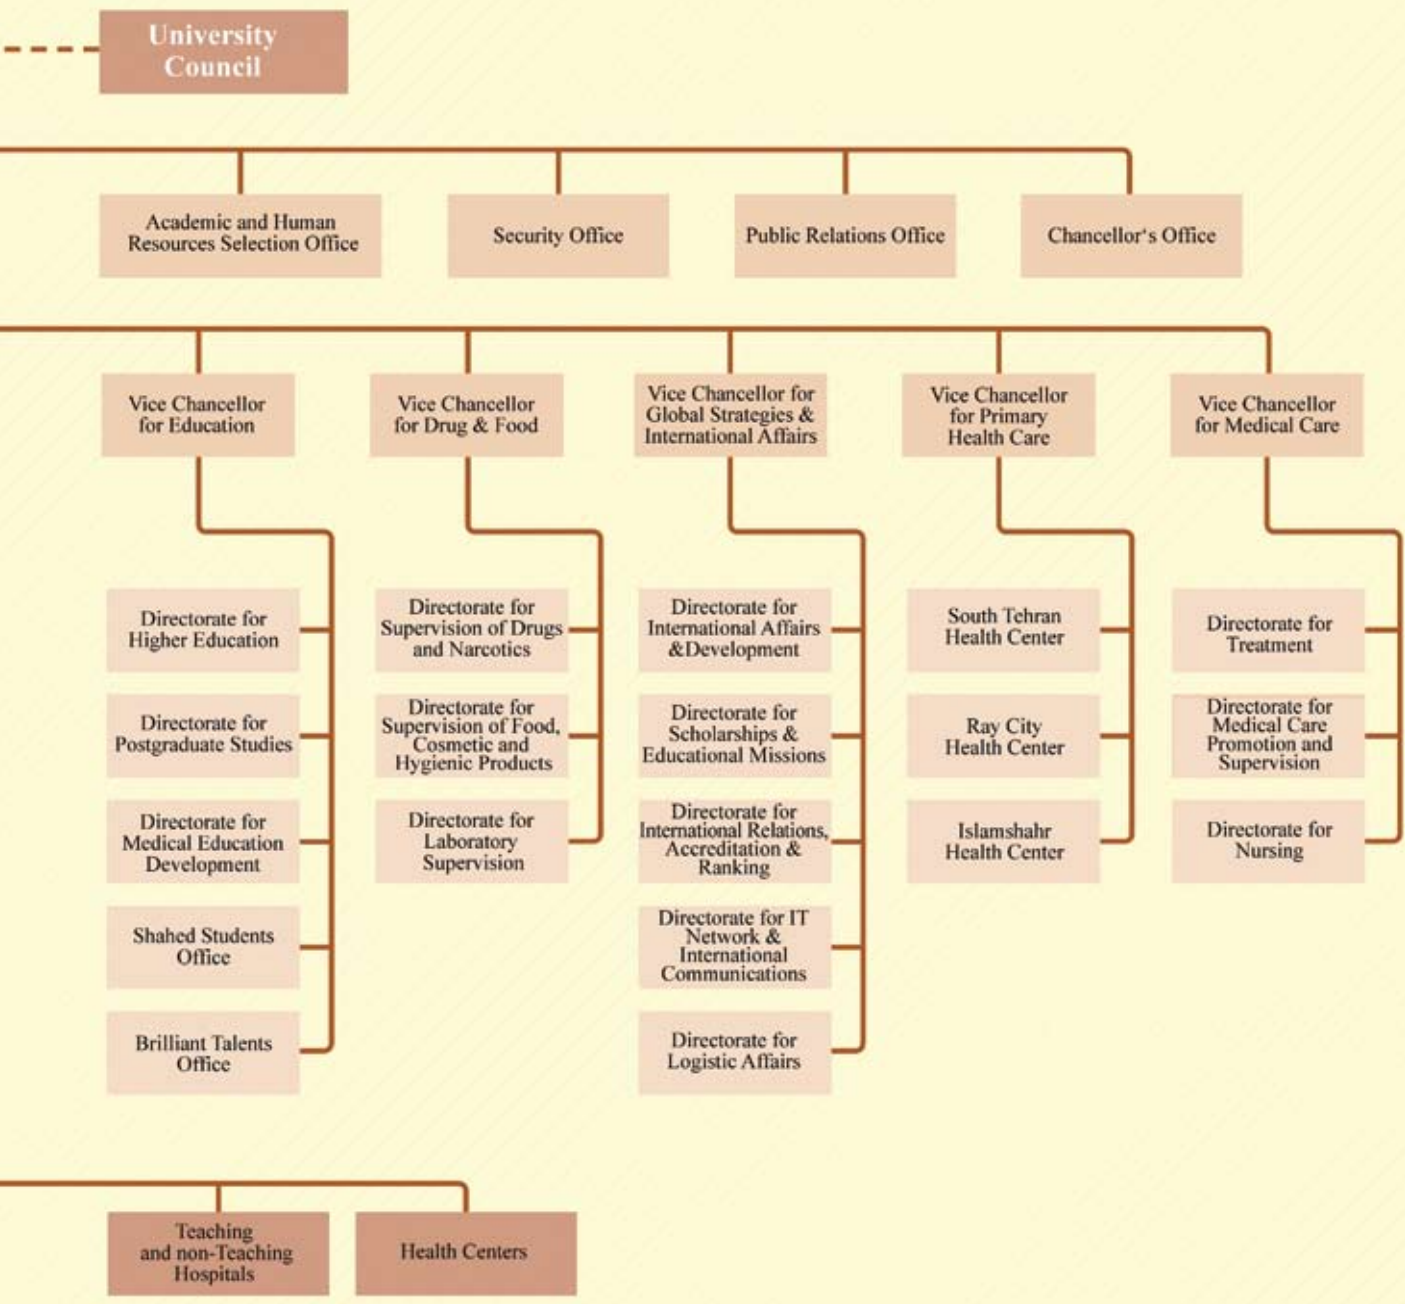 University
Council
Academic and Human
Resources Selection Office
Security Office
Public Relations Office
Chancellor's Office
Vice Chancellor
for Education
Vice Chancellor
for Drug & Food
Vice Chancellor for
Global Strategies &
International Affairs
Vice Chancellor
for Primary
Health Care
Vice Chancellor
for Medical Care
Directorate for
Higher Education
Directorate for
Postgraduate Studies
Directorate for
Medical Education
Development
Shahed Students
Office
Brilliant Talents
Office
Directorate for
Supervision of Drugs
and Narcotics
Directorate for
Supervision of Food,
Cosmetic and
Hygienic Products
Directorate for
Laboratory
Supervision
Directorate for
International Affairs
&Development
Directorate for
Scholarships &
Educational Missions
Directorate for
International Relations,
Accreditation &
Ranking
Directorate for IT
Network &
International
Communications
Directorate for
Logistic Affairs
South Tehran
Health Center
Ray City
Health Center
Islamshahr
Health Center
Directorate for
Treatment
Directorate for
Medical Care
Promotion and
Supervision
Directorate for
Nursing
Teaching
and non-Teaching
Hospitals
Health Centers